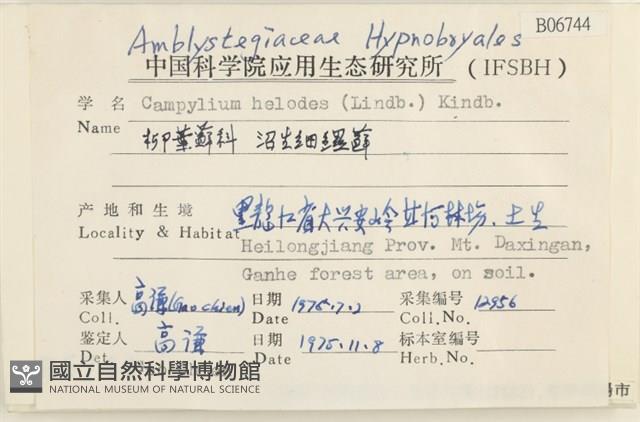 B06744
Amblystegiaceae Hypnobryales
中国科学院应用生态研究所 (IFSBH)
学名 Campylium helodes (Lindb.) Kindb.
Name 柳葉蘚科 沼生细湿蘚
产地和生境 黑龙江省大兴安岭甘河林场、土生
Locality & Habitat Heilongjiang Prov. Mt. Daxingan,
Ganhe forest area, on soil.
采集人 高谦(Gao chien) 日期 1975.7.2 采集编号 12956
Coll. Date Coll.No.
鉴定人 高谦 日期 1975.11.8 标本室编号
Det. Date Herb.No.
國立自然科學博物館
NATIONAL MUSEUM OF NATURAL SCIENCE
市